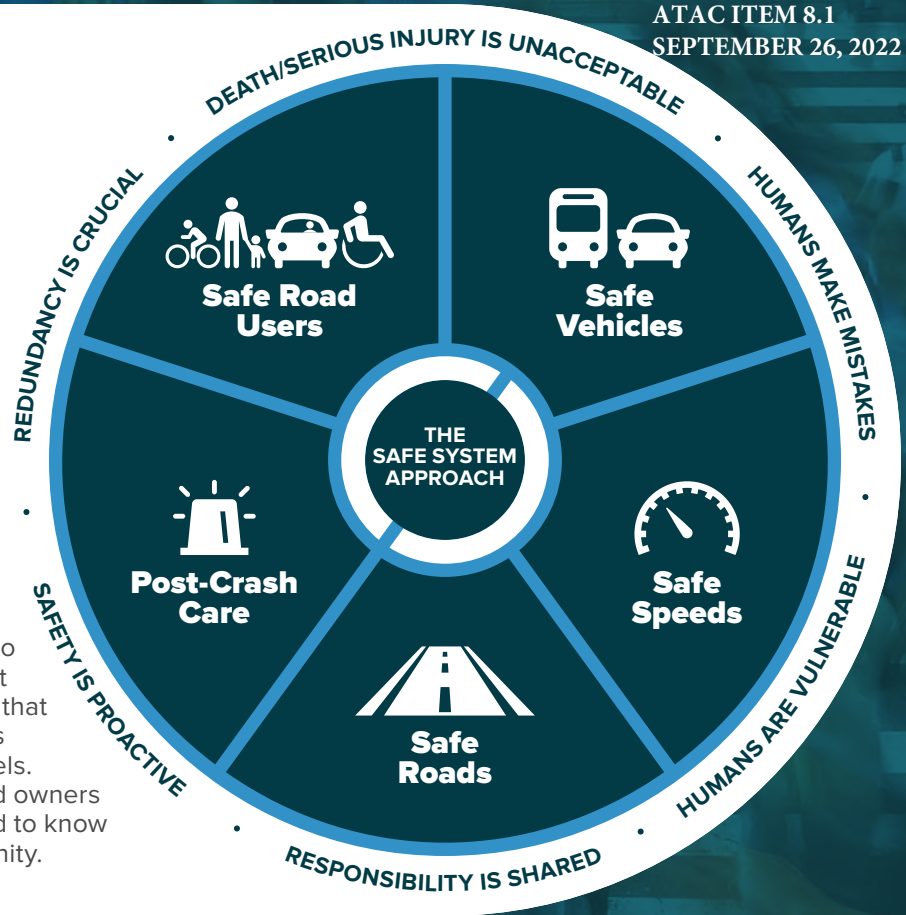 ATAC ITEM 8.1
SEPTEMBER 26, 2022
DEATH/SERIOUS INJURY IS UNACCEPTABLE
HUMANS MAKE MISTAKES
HUMANS ARE VULNERABLE
RESPONSIBILITY IS SHARED
SAFETY IS PROACTIVE
REDUNDANCY IS CRUCIAL
Safe Road
Users
Safe
Vehicles
THE
SAFE SYSTEM
APPROACH
Post-Crash
Care
Safe
Speeds
Safe
Roads
that
owners
to know